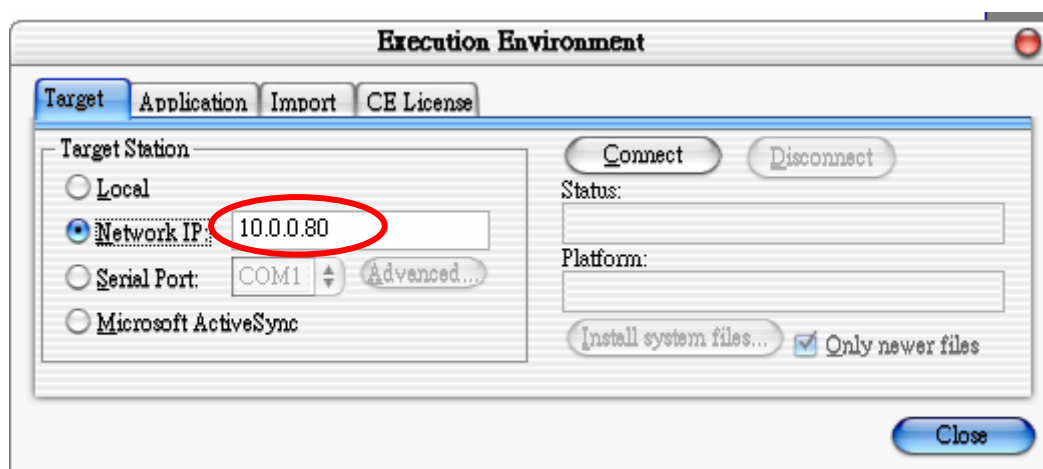 Execution Environment
Target Application Import CE License
Target Station
Local
Network IP: 10.0.0.80
Serial Port: COM1 Advanced...
Microsoft ActiveSync
Connect Disconnect
Status:
Platform:
Install system files... Only newer files
Close